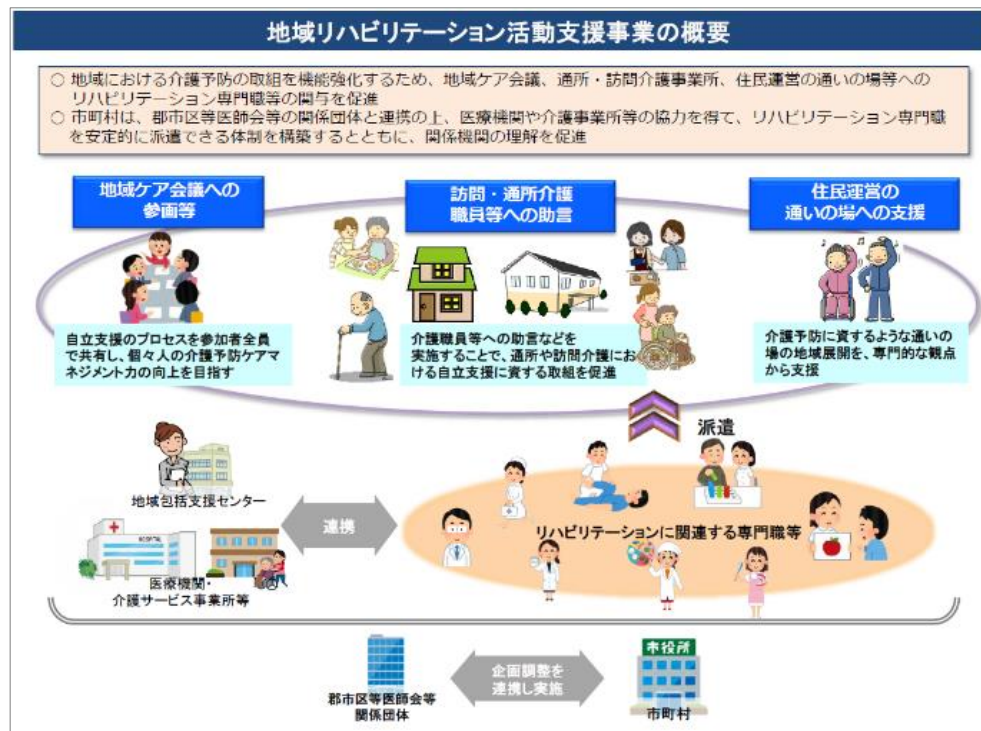 地域リハビリテーション活動支援事業の概要
○ 地域における介護予防の取組を機能強化するため、地域ケア会議、通所・訪問介護事業所、住民運営の通いの場等への
リハビリテーション専門職等の関与を促進
○ 市町村は、郡市区等医師会等の関係団体と連携の上、医療機関や介護事業所等の協力を得て、リハビリテーション専門職
を安定的に派遣できる体制を構築するとともに、関係機関の理解を促進
地域ケア会議への
参画等
訪問・通所介護
職員等への助言
住民運営の
通いの場への支援
自立支援のプロセスを参加者全員
で共有し、個々人の介護予防ケアマ
ネジメント力の向上を目指す
介護職員等への助言などを
実施することで、通所や訪問介護にお
ける自立支援に資する取組を促進
介護予防に資するような通いの
場の地域展開を、専門的な観点
から支援
派遣
地域包括支援センター
連携
リハビリテーションに関連する専門職等
HOSPITAL
医療機関・
介護サービス事業所等
市役所
企画調整を
連携し実施
郡市区等医師会等
関係団体
市町村